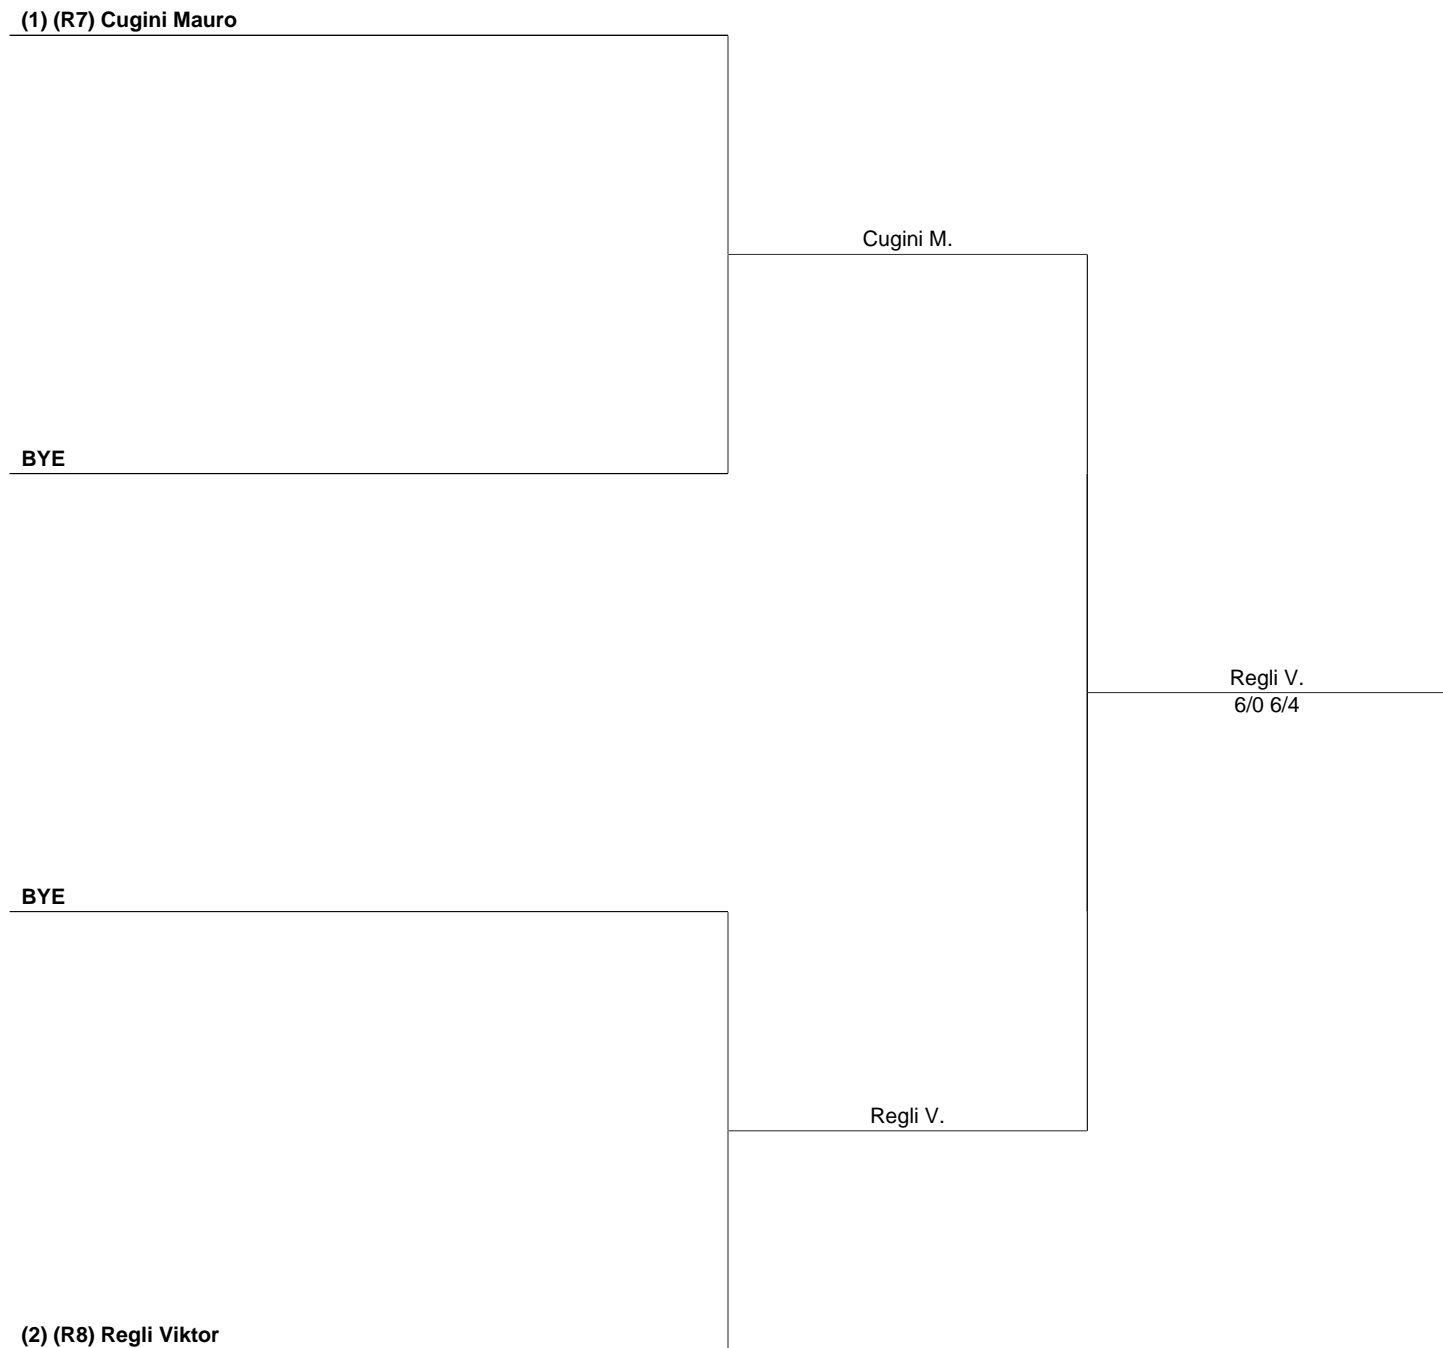 (1) (R7) Cugini Mauro
Cugini M.
BYE
Regli V.
6/0 6/4
BYE
Regli V.
(2) (R8) Regli Viktor